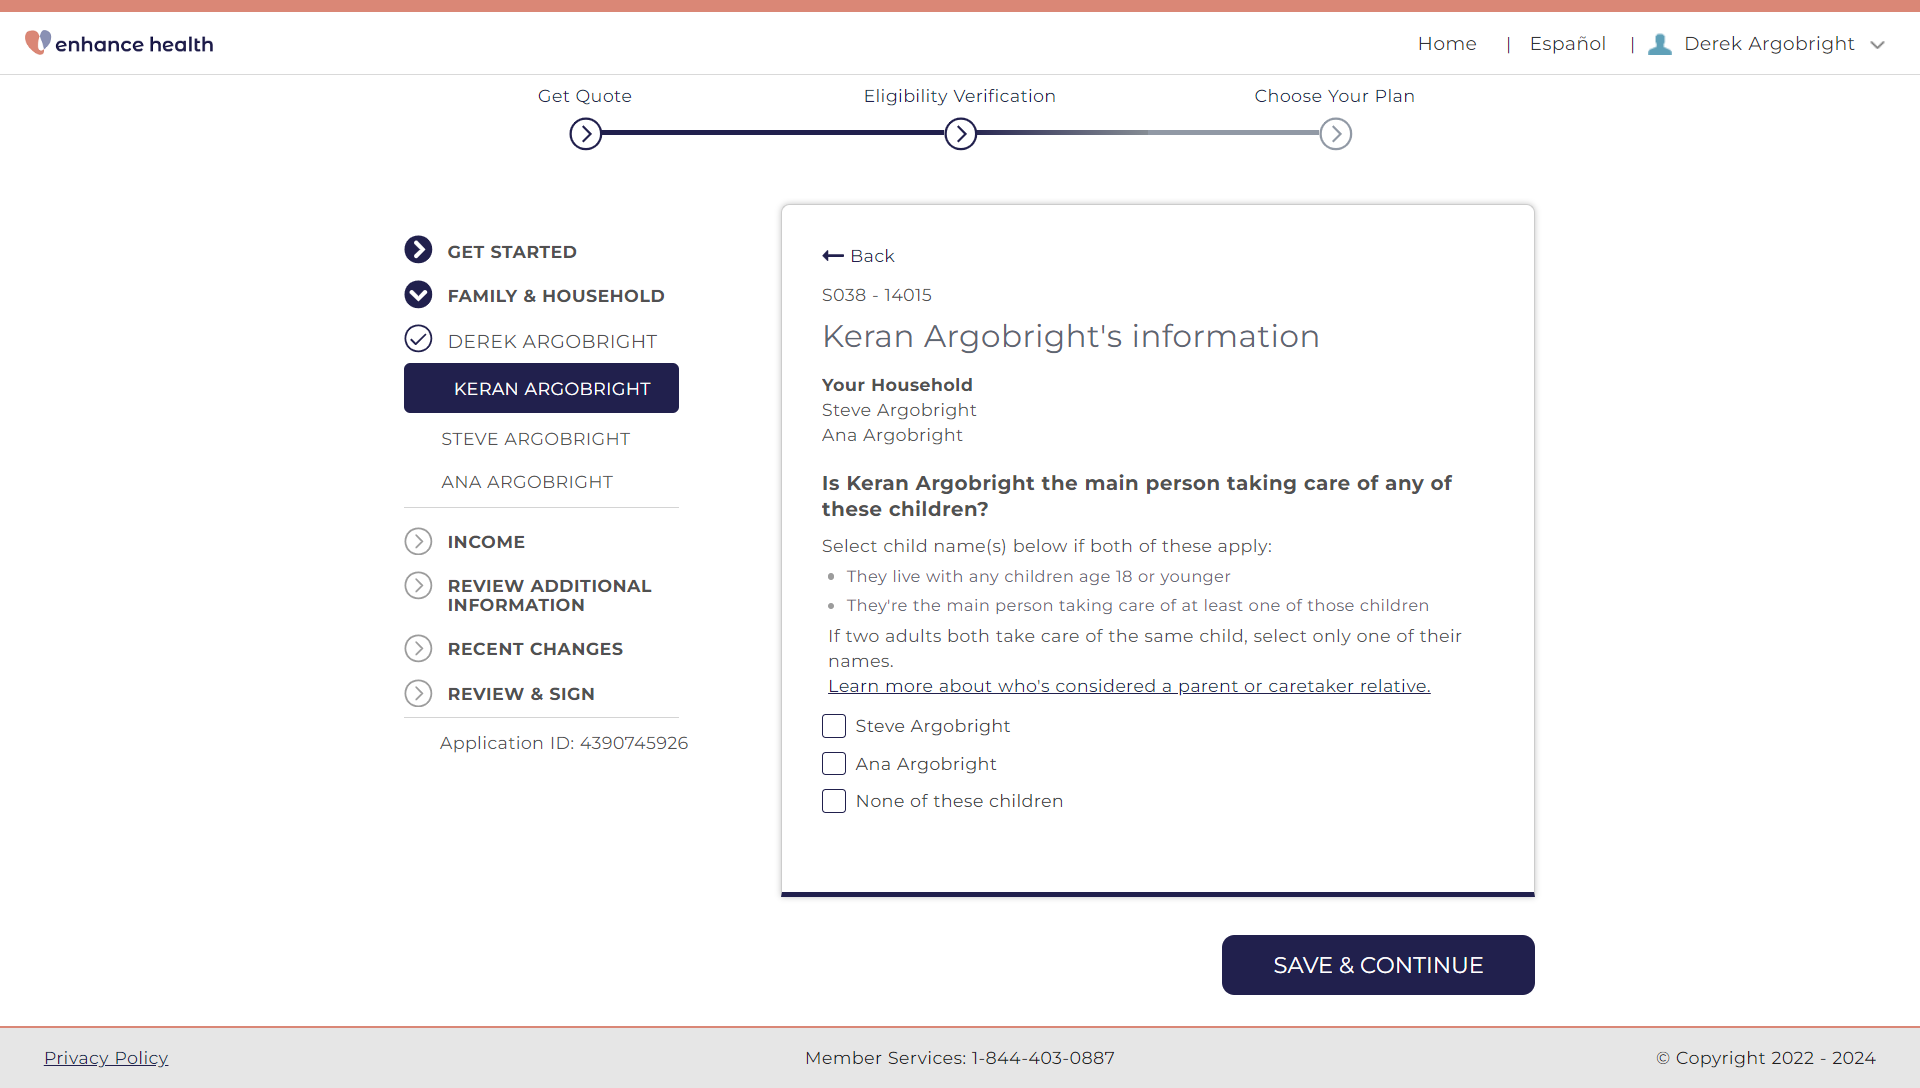 enhance health
Home | Español | Derek Argobright
Get Quote
Eligibility Verification
Choose Your Plan
GET STARTED
FAMILY & HOUSEHOLD
DEREK ARGOBRIGHT
KERAN ARGOBRIGHT
STEVE ARGOBRIGHT
ANA ARGOBRIGHT
INCOME
REVIEW ADDITIONAL
INFORMATION
RECENT CHANGES
REVIEW & SIGN
Application ID: 4390745926
Back
S038 - 14015
Keran Argobright's information
Your Household
Steve Argobright
Ana Argobright
Is Keran Argobright the main person taking care of any of
these children?
Select child name(s) below if both of these apply:
They live with any children age 18 or younger
They're the main person taking care of at least one of those children
If two adults both take care of the same child, select only one of their
names.
Learn more about who's considered a parent or caretaker relative.
Steve Argobright
Ana Argobright
None of these children
SAVE & CONTINUE
Privacy Policy
Member Services: 1-844-403-0887
© Copyright 2022 - 2024